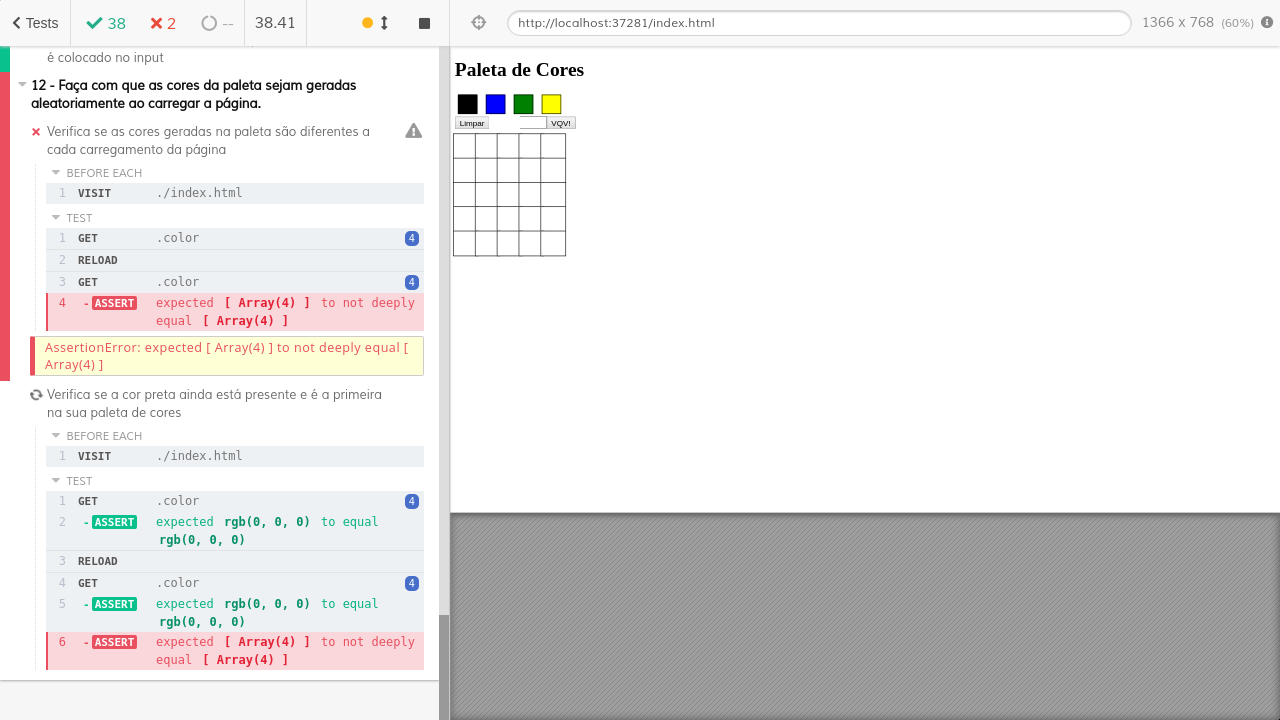 Tests 38 2 -- 38.41 http://localhost:37281/index.html 1366 x 768 (60%)
é colocado no input
12 - Faça com que as cores da paleta sejam geradas
aleatoriamente ao carregar a página.
Verifica se as cores geradas na paleta são diferentes a
cada carregamento da página
BEFORE EACH
1 VISIT ./index.html
TEST
1 GET .color 4
2 RELOAD
3 GET .color 4
4 -ASSERT expected [ Array(4) ] to not deeply
equal [ Array(4) ]
AssertionError: expected [ Array(4) ] to not deeply equal [
Array(4) ]
Verifica se a cor preta ainda está presente e é a primeira
na sua paleta de cores
BEFORE EACH
1 VISIT ./index.html
TEST
1 GET .color 4
2 -ASSERT expected rgb(0, 0, 0) to equal
rgb(0, 0, 0)
3 RELOAD
4 GET .color 4
5 -ASSERT expected rgb(0, 0, 0) to equal
rgb(0, 0, 0)
6 -ASSERT expected [ Array(4) ] to not deeply
equal [ Array(4) ]
Paleta de Cores
Limpar VQV!